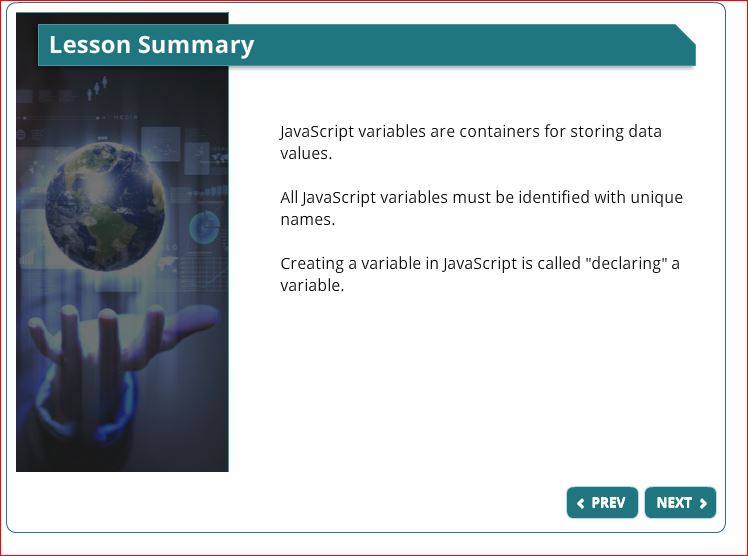 Lesson Summary
MEDIA
JavaScript variables are containers for storing data
values.
All JavaScript variables must be identified with unique
names.
Creating a variable in JavaScript is called "declaring" a
variable.
PREV
NEXT